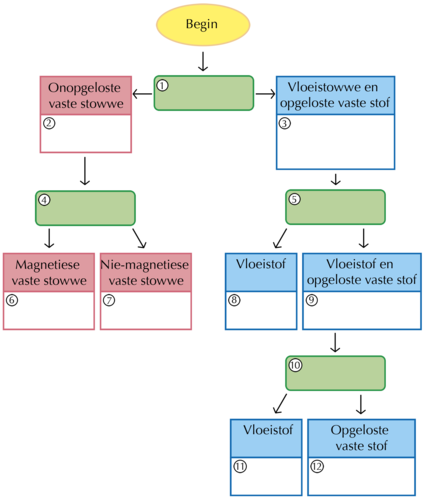 Begin
①
Onopgeloste
vaste stowwe
②
Vloeistowwe en
opgeloste vaste stof
③
④
⑤
Magnetiese
vaste stowwe
⑥
Nie-magnetiese
vaste stowwe
⑦
Vloeistof
⑧
Vloeistof en
opgeloste vaste stof
⑨
⑩
Vloeistof
⑪
Opgeloste
vaste stof
⑫